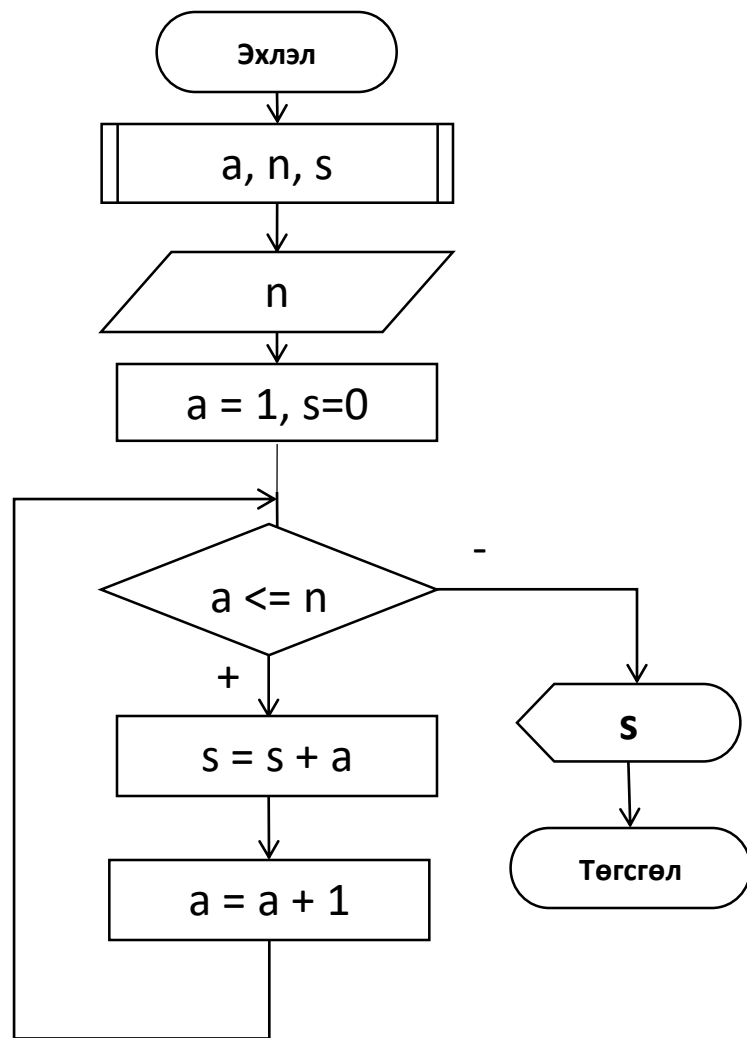 Эхлэл
a, n, s
n
a = 1, s=0
a <= n
-
+
s = s + a
a = a + 1
s
Төгсгөл